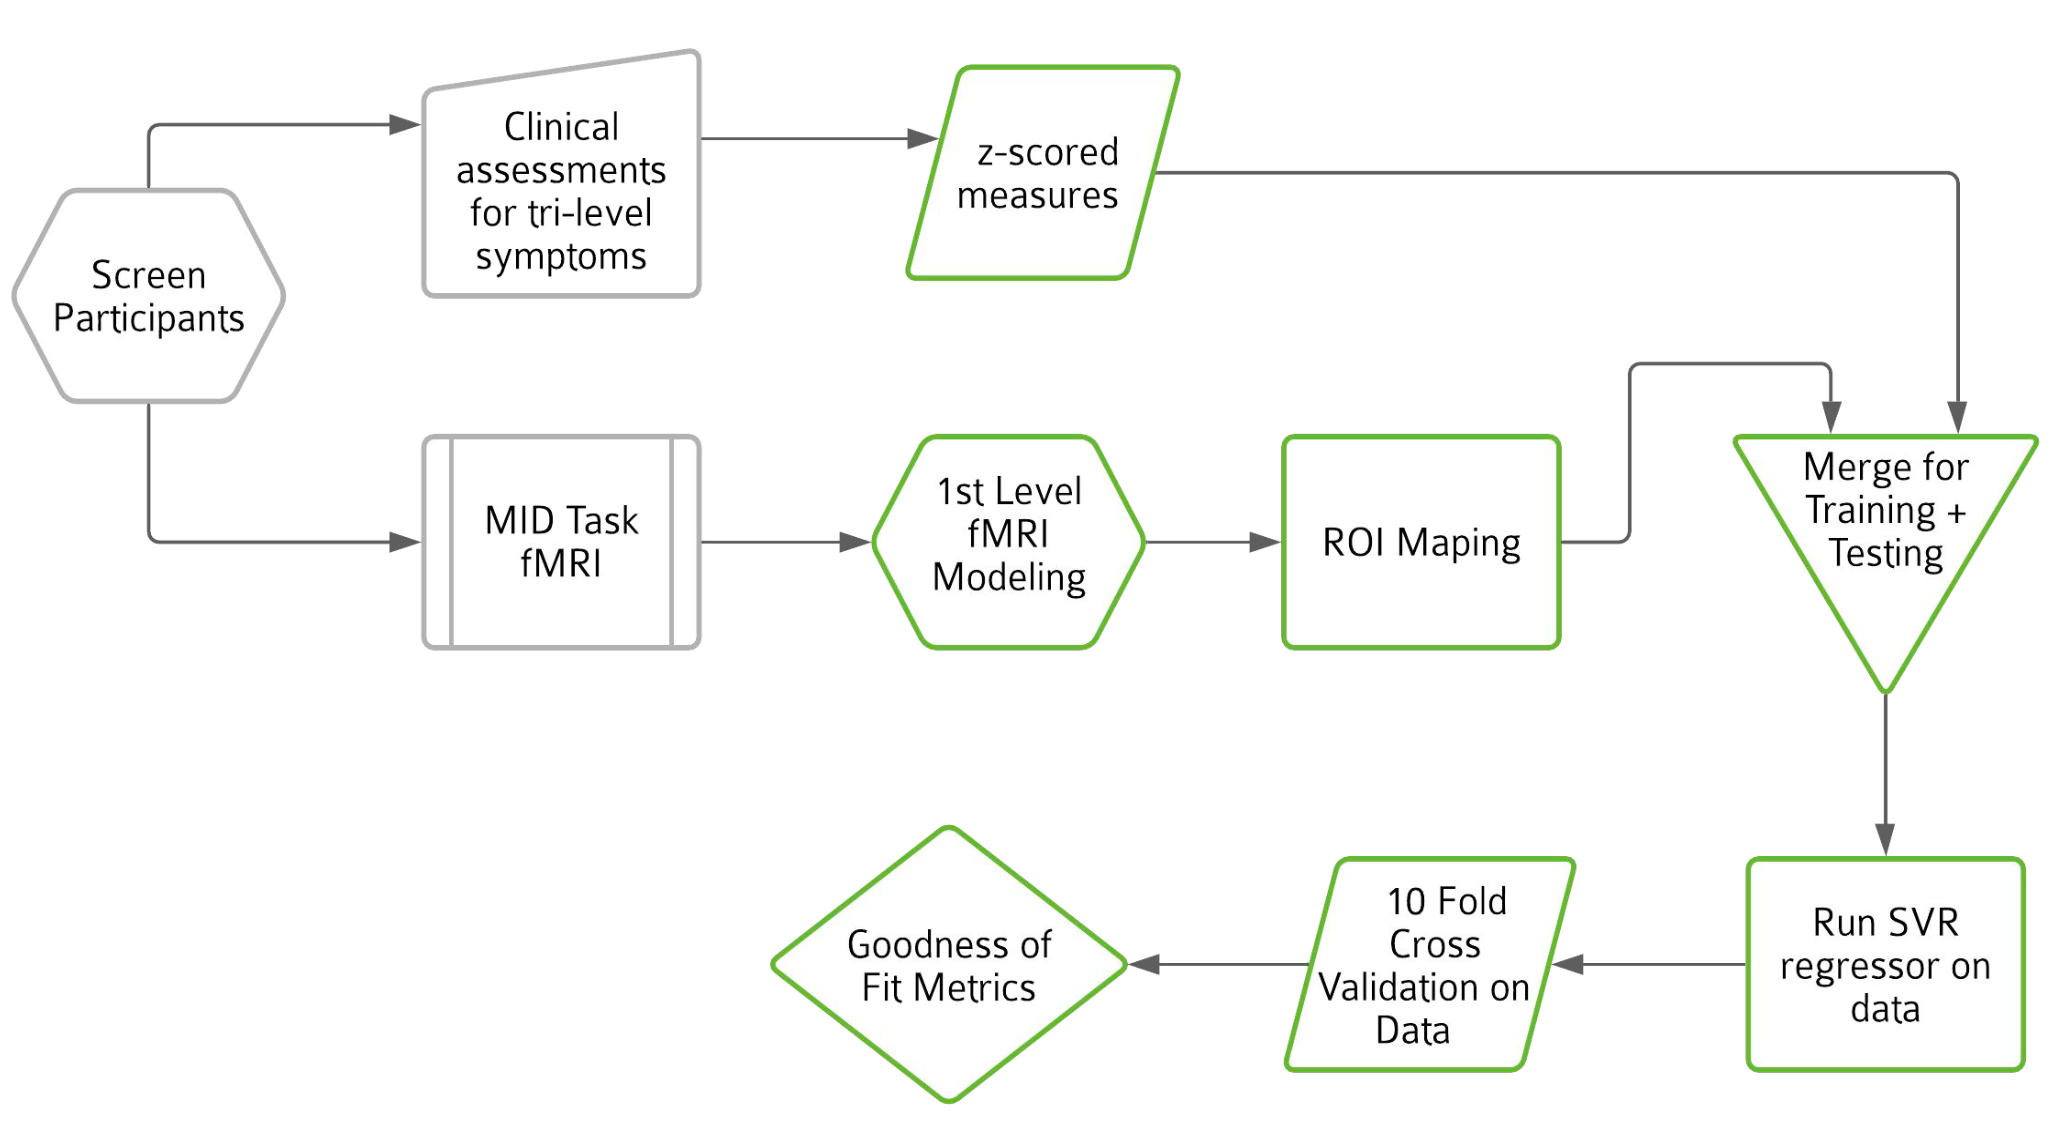 Screen
Participants
Clinical
assessments
for tri-level
symptoms
z-scored
measures
MID Task
fMRI
1st Level
fMRI
Modeling
ROI Maping
Merge for
Training +
Testing
Run SVR
regressor on
data
10 Fold
Cross
Validation on
Data
Goodness of
Fit Metrics